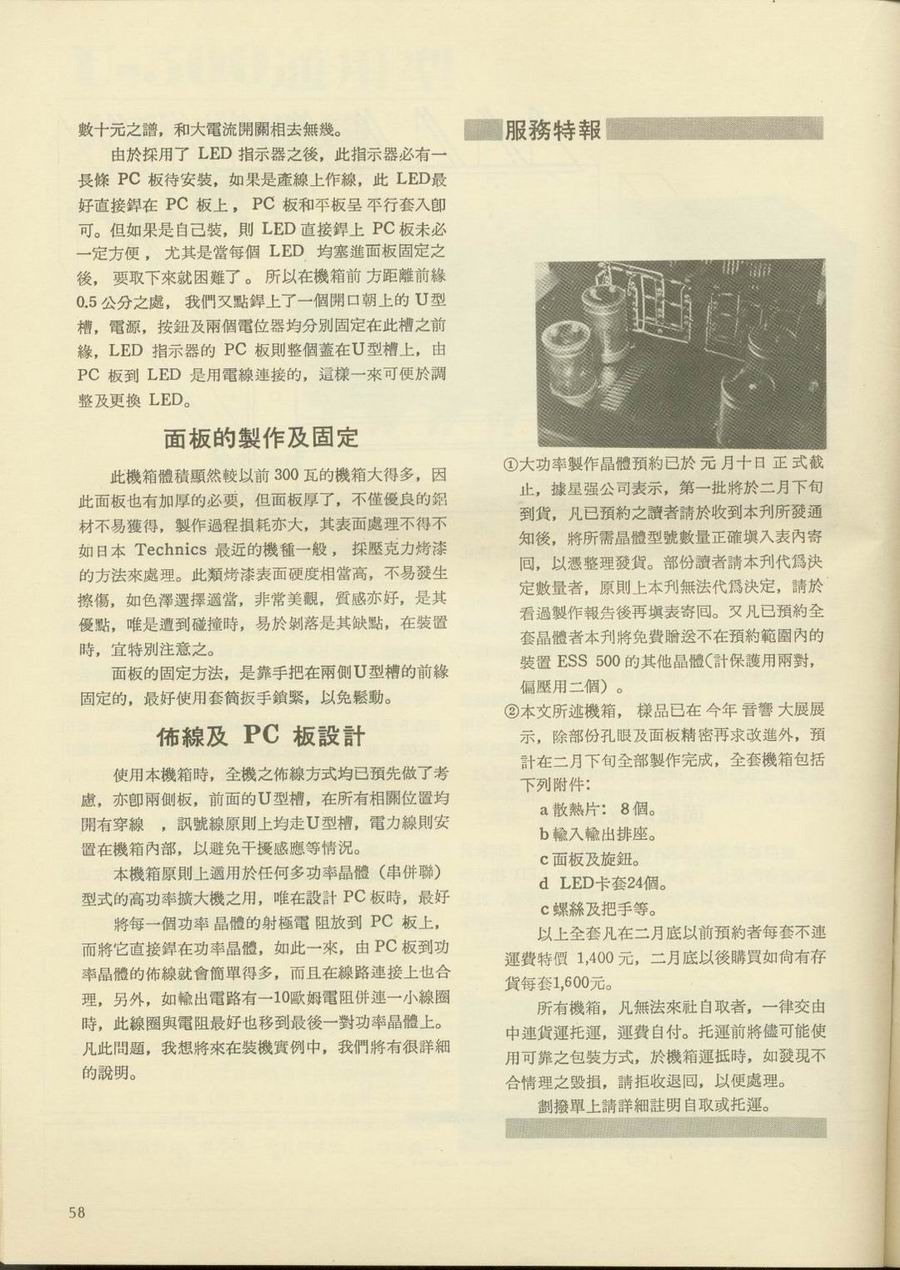 數十元之譜，和大電流開關相去無幾。
由於採用了 LED 指示器之後，此指示器必有一
長條 PC 板待安裝，如果是產線上作線，此 LED最
好直接銲在 PC 板上， PC 板和平板呈平行套入卽
可。但如果是自己裝，則 LED 直接銲上 PC 板未必
一定方便， 尤其是當每個 LED 均塞進面板固定之
後， 要取下來就困難了。 所以在機箱前方距離前緣
0.5 公分之處， 我們又點銲上了一個開口朝上的 U型
槽，電源，按鈕及兩個電位器均分別固定在此槽之前
緣，LED 指示器的 PC 板則整個蓋在U型槽上，由
PC 板到 LED 是用電線連接的，這樣一來可便於調
整及更換 LED。
面板的製作及固定
此機箱體積顯然較以前 300 瓦的機箱大得多，因
此面板也有加厚的必要，但面板厚了，不僅優良的鋁
材不易獲得，製作過程損耗亦大，其表面處理不得不
如日本 Technics 最近的機種一般， 採壓克力烤漆
的方法來處理。此類烤漆表面硬度相當高，不易發生
擦傷，如色澤選擇適當，非常美觀，質感亦好，是其
優點，唯是遭到碰撞時，易於剝落是其缺點，在裝置
時，宜特別注意之。
面板的固定方法，是靠手把在兩側U型槽的前緣
固定的，最好使用套筒扳手鎖緊，以免鬆動。
佈線及 PC 板設計
使用本機箱時，全機之佈線方式均已預先做了考
慮，亦卽兩側板，前面的U型槽，在所有相關位置均
開有穿線 ，訊號線原則上均走U型槽，電力線則安
置在機箱內部，以避免干擾感應等情況。
本機箱原則上適用於任何多功率晶體（串併聯）
型式的高功率擴大機之用，唯在設計 PC 板時，最好
將每一個功率晶體的射極電阻放到 PC 板上，
而將它直接銲在功率晶體，如此一來，由 PC 板到功
率晶體的佈線就會簡單得多，而且在線路連接上也合
理，另外，如輸出電路有一10歐姆電阻併連一小線圈
時，此線圈與電阻最好也移到最後一對功率晶體上。
凡此問題，我想將來在裝機實例中，我們將有很詳細
的說明。
58
服務特報
①大功率製作晶體預約已於元月十日正式截
止，據星强公司表示，第一批將於二月下旬
到貨，凡已預約之讀者請於收到本刊所發通
知後，將所需晶體型號數量正確塡入表內寄
囘，以憑整理發貨。部份讀者請本刊代爲決
定數量者，原則上本刊無法代爲決定，請於
看過製作報告後再塡表寄囘。又凡已預約全
套晶體者本刊將免費贈送不在預約範圍內的
裝置 ESS 500 的其他晶體（計保護用兩對，
偏壓用二個）。
②本文所述機箱， 樣品已在今年音響大展展
示，除部份孔眼及面板精密再求改進外，預
計在二月下旬全部製作完成，全套機箱包括
下列附件：
a 散熱片： 8 個。
b 輸入輸出排座。
c 面板及旋鈕。
d LED卡套24個。
c 螺絲及把手等。
以上全套凡在二月底以前預約者每套不連
運費特價 1,400 元，二月底以後購買如尙有存
貨每套1,600元。
所有機箱，凡無法來社自取者，一律交由
中連貨運托運，運費自付。托運前將儘可能使
用可靠之包裝方式，於機箱運抵時，如發現不
合情理之毀損，請拒收退囘，以便處理。
劃撥單上請詳細註明自取或托運。